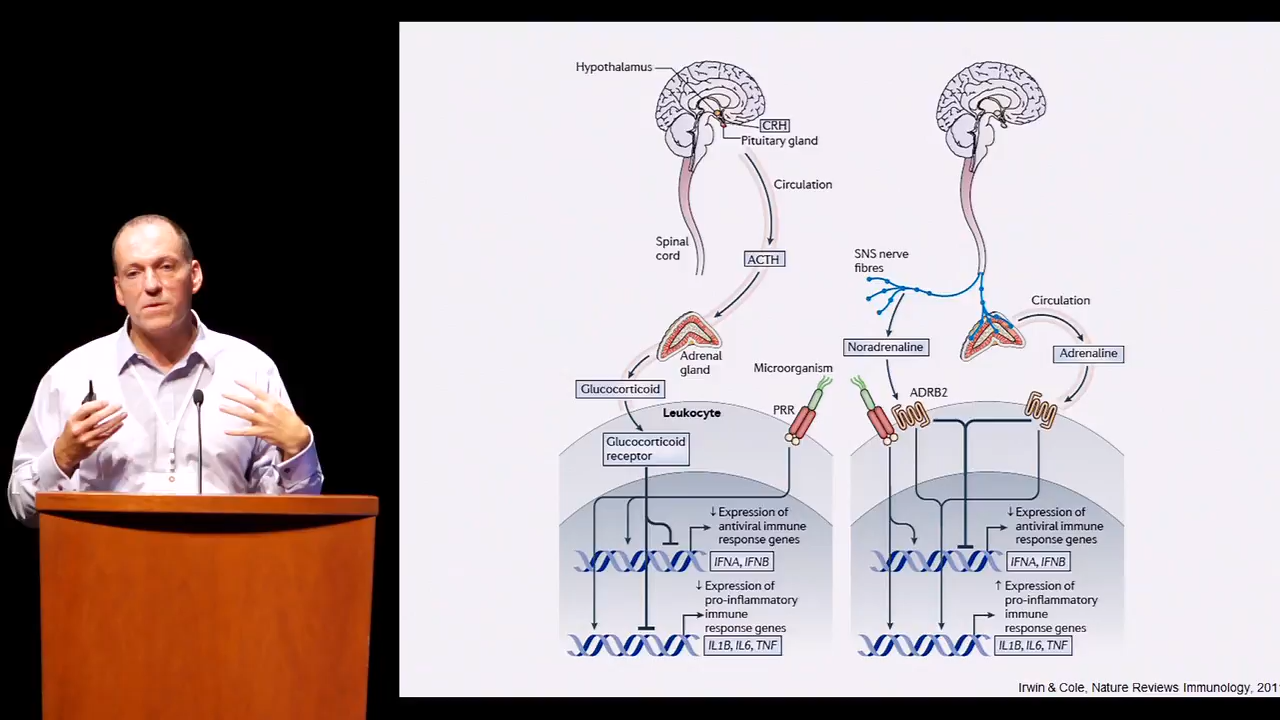 Hypothalamus
CRH
Pituitary gland
Circulation
Spinal
cord
ACTH
Adrenal
gland
Glucocorticoid
Leukocyte
Glucocorticoid
receptor
Microorganism
PRR
↓ Expression of
antiviral immune
response genes
IFNA, IFNB
↓ Expression of
pro-inflammatory
immune
response genes
IL1B, IL6, TNF
SNS nerve
fibres
Circulation
Noradrenaline
Adrenaline
ADRB2
↓ Expression of
antiviral immune
response genes
IFNA, IFNB
↑ Expression of
pro-inflammatory
immune
response genes
IL1B, IL6, TNF
Irwin & Cole, Nature Reviews Immunology,